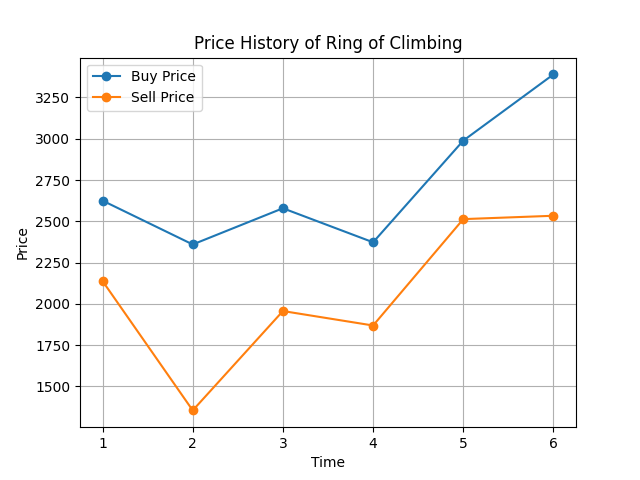 Price History of Ring of Climbing
Buy Price
Sell Price
Price
3250
3000
2750
2500
2250
2000
1750
1500
1 2 3 4 5 6
Time